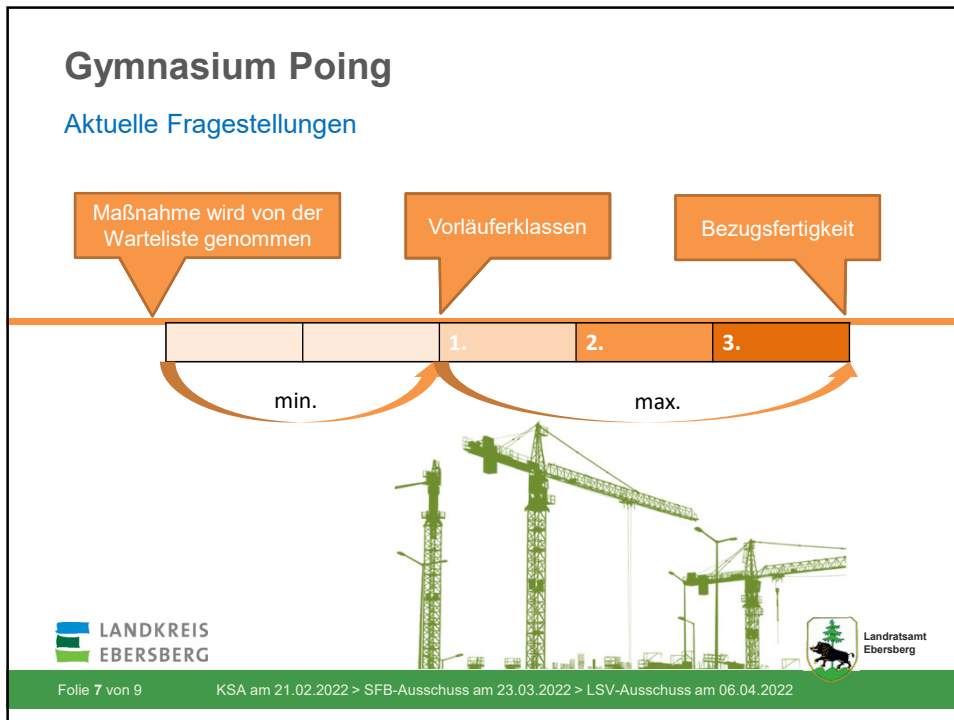 Gymnasium Poing
Aktuelle Fragestellungen
Maßnahme wird von der
Warteliste genommen
Vorläuferklassen
Bezugsfertigkeit
1.
2.
3.
min.
max.
LANDKREIS
EBERSBERG
Landratsamt
Ebersberg
Folie 7 von 9
KSA am 21.02.2022 > SFB-Ausschuss am 23.03.2022 > LSV-Ausschuss am 06.04.2022